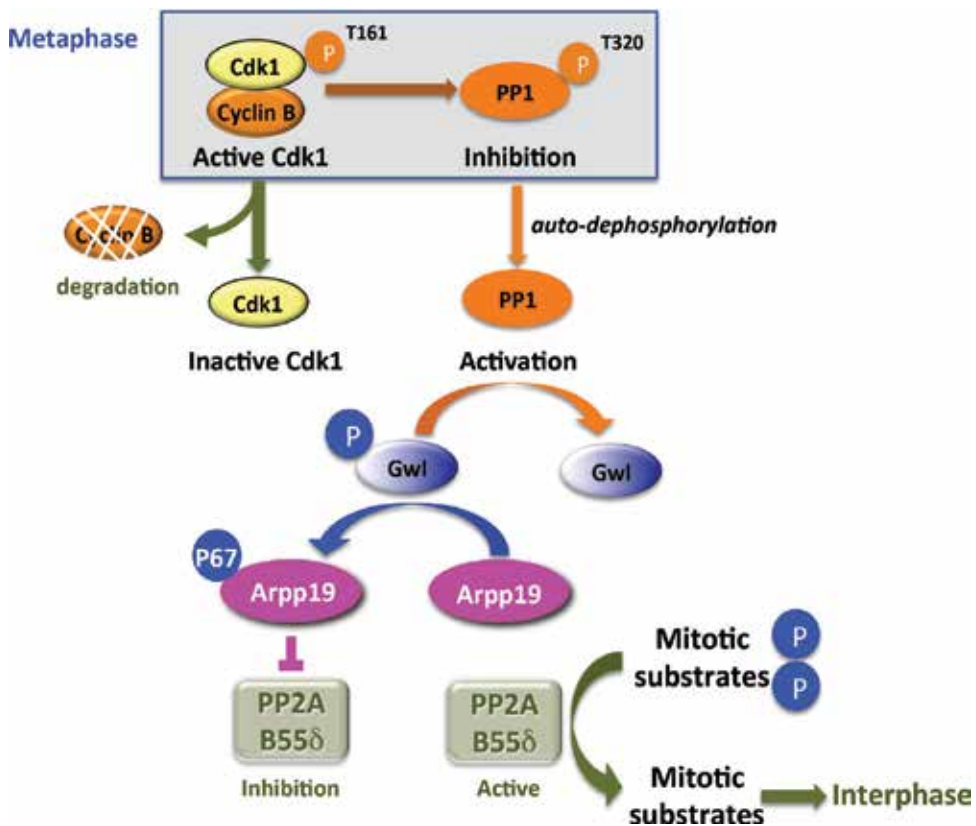 Metaphase
T161
P
Cdk1
Cyclin B
Active Cdk1
T320
P
PP1
Inhibition
Cyclin B
degradation
auto-dephosphorylation
Cdk1
Inactive Cdk1
PP1
Activation
P
Gwl
Gwl
P67
Arpp19
Arpp19
Mitotic
substrates
P
P
PP2A
B55δ
Inhibition
PP2A
B55δ
Active
Mitotic
substrates
Interphase